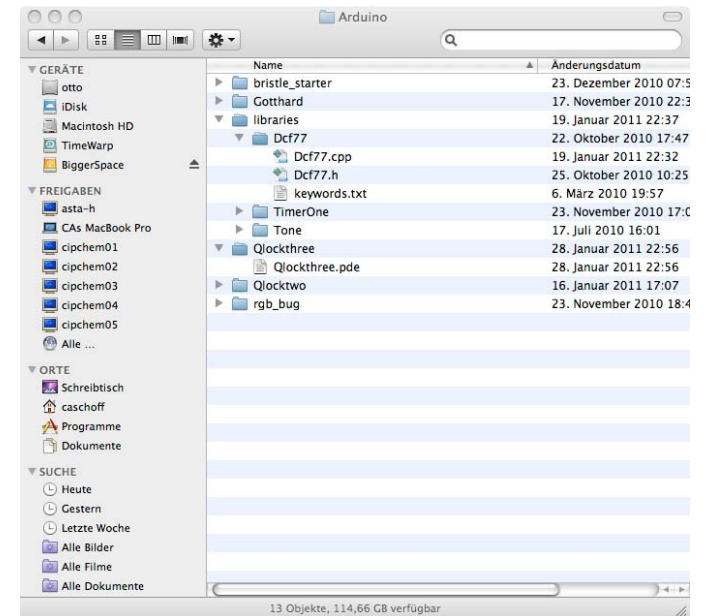 Arduino
GERÄTE
otto
iDisk
Macintosh HD
TimeWarp
BiggerSpace
FREIGABEN
asta-h
CAs MacBook Pro
cipchem01
cipchem02
cipchem03
cipchem04
cipchem05
Alle ...
ORTE
Schreibtisch
caschoff
Programme
Dokumente
SUCHE
Heute
Gestern
Letzte Woche
Alle Bilder
Alle Filme
Alle Dokumente
Name Änderungsdatum
bristle_starter 23. Dezember 2010 07:5
Gotthard 17. November 2010 22:3
libraries 19. Januar 2011 22:37
Dcf77 22. Oktober 2010 17:47
Dcf77.cpp 19. Januar 2011 22:32
Dcf77.h 25. Oktober 2010 10:25
keywords.txt 6. März 2010 19:57
TimerOne 23. November 2010 17:0
Tone 17. Juli 2010 16:01
Qlockthree 28. Januar 2011 22:56
Qlockthree.pde 28. Januar 2011 22:56
Qlocktwo 16. Januar 2011 17:07
rgb_bug 23. November 2010 18:4
13 Objekte, 114,66 GB verfügbar